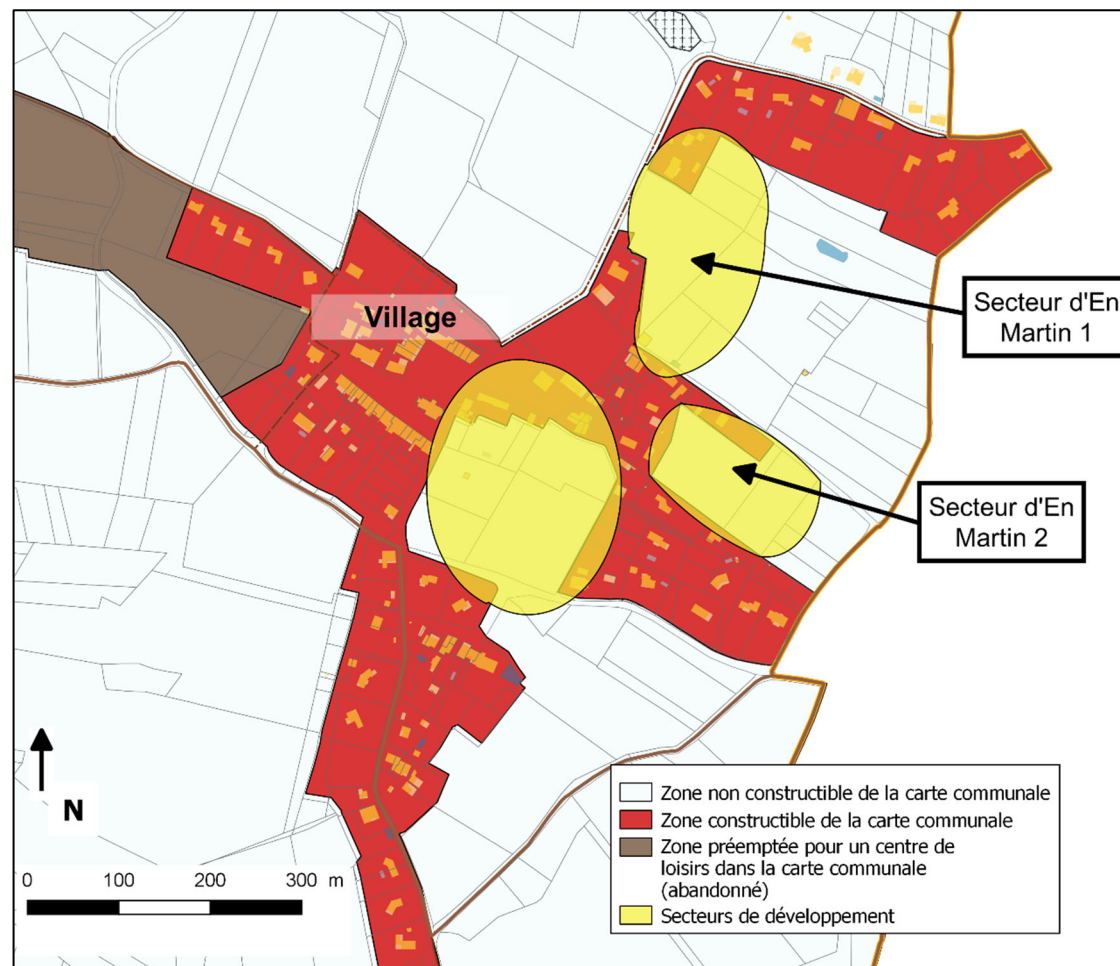 Village
Secteur d'En
Martin 1
Secteur d'En
Martin 2
N
0 100 200 300 m
Zone non constructible de la carte communale
Zone constructible de la carte communale
Zone préemptée pour un centre de
loisirs dans la carte communale
(abandonné)
Secteurs de développement